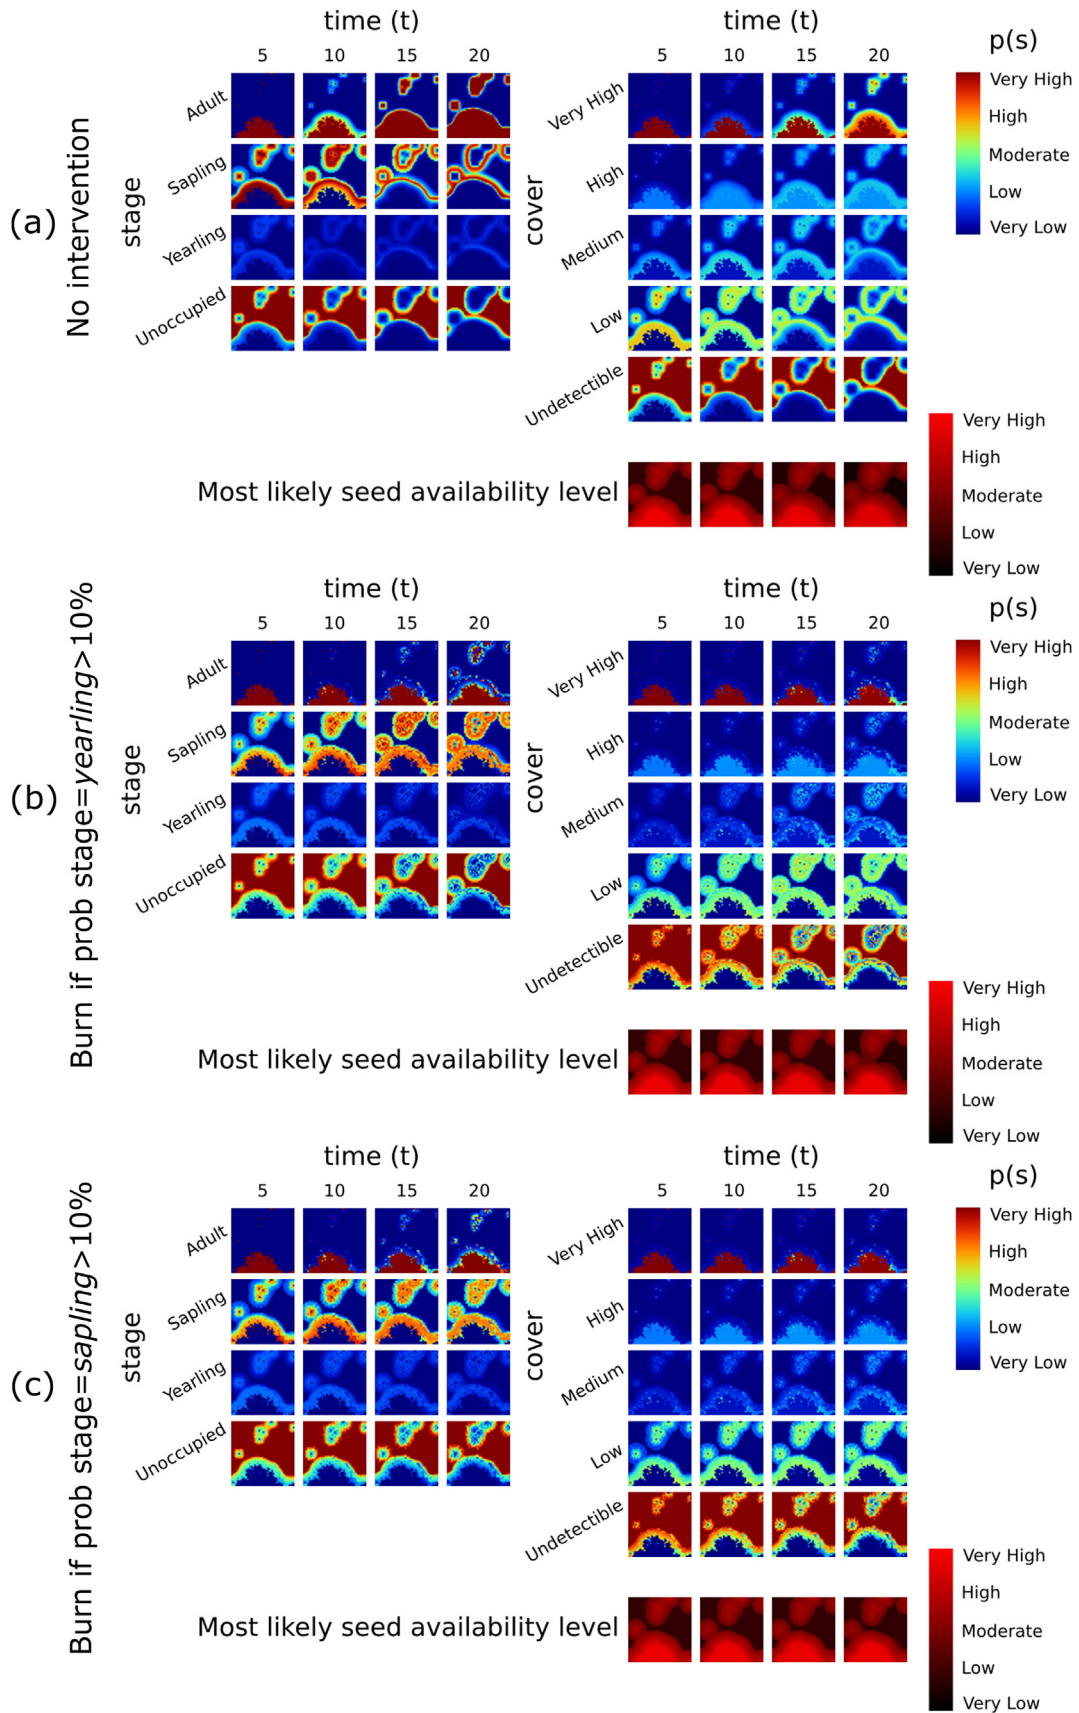 time (t)
time (t)
p(s)
5 10 15 20
5 10 15 20
(a)
No intervention
stage
Adult
Sapling
Yearling
Unoccupied
cover
Very High
High
Medium
Low
Undetectible
Very High
High
Moderate
Low
Very Low
Most likely seed availability level
Very High
High
Moderate
Low
Very Low
time (t)
time (t)
p(s)
5 10 15 20
5 10 15 20
(b)
Burn if prob stage=yearling>10%
stage
Adult
Sapling
Yearling
Unoccupied
cover
Very High
High
Medium
Low
Undetectible
Very High
High
Moderate
Low
Very Low
Most likely seed availability level
Very High
High
Moderate
Low
Very Low
time (t)
time (t)
p(s)
5 10 15 20
5 10 15 20
(c)
Burn if prob stage=sapling>10%
stage
Adult
Sapling
Yearling
Unoccupied
cover
Very High
High
Medium
Low
Undetectible
Very High
High
Moderate
Low
Very Low
Most likely seed availability level
Very High
High
Moderate
Low
Very Low